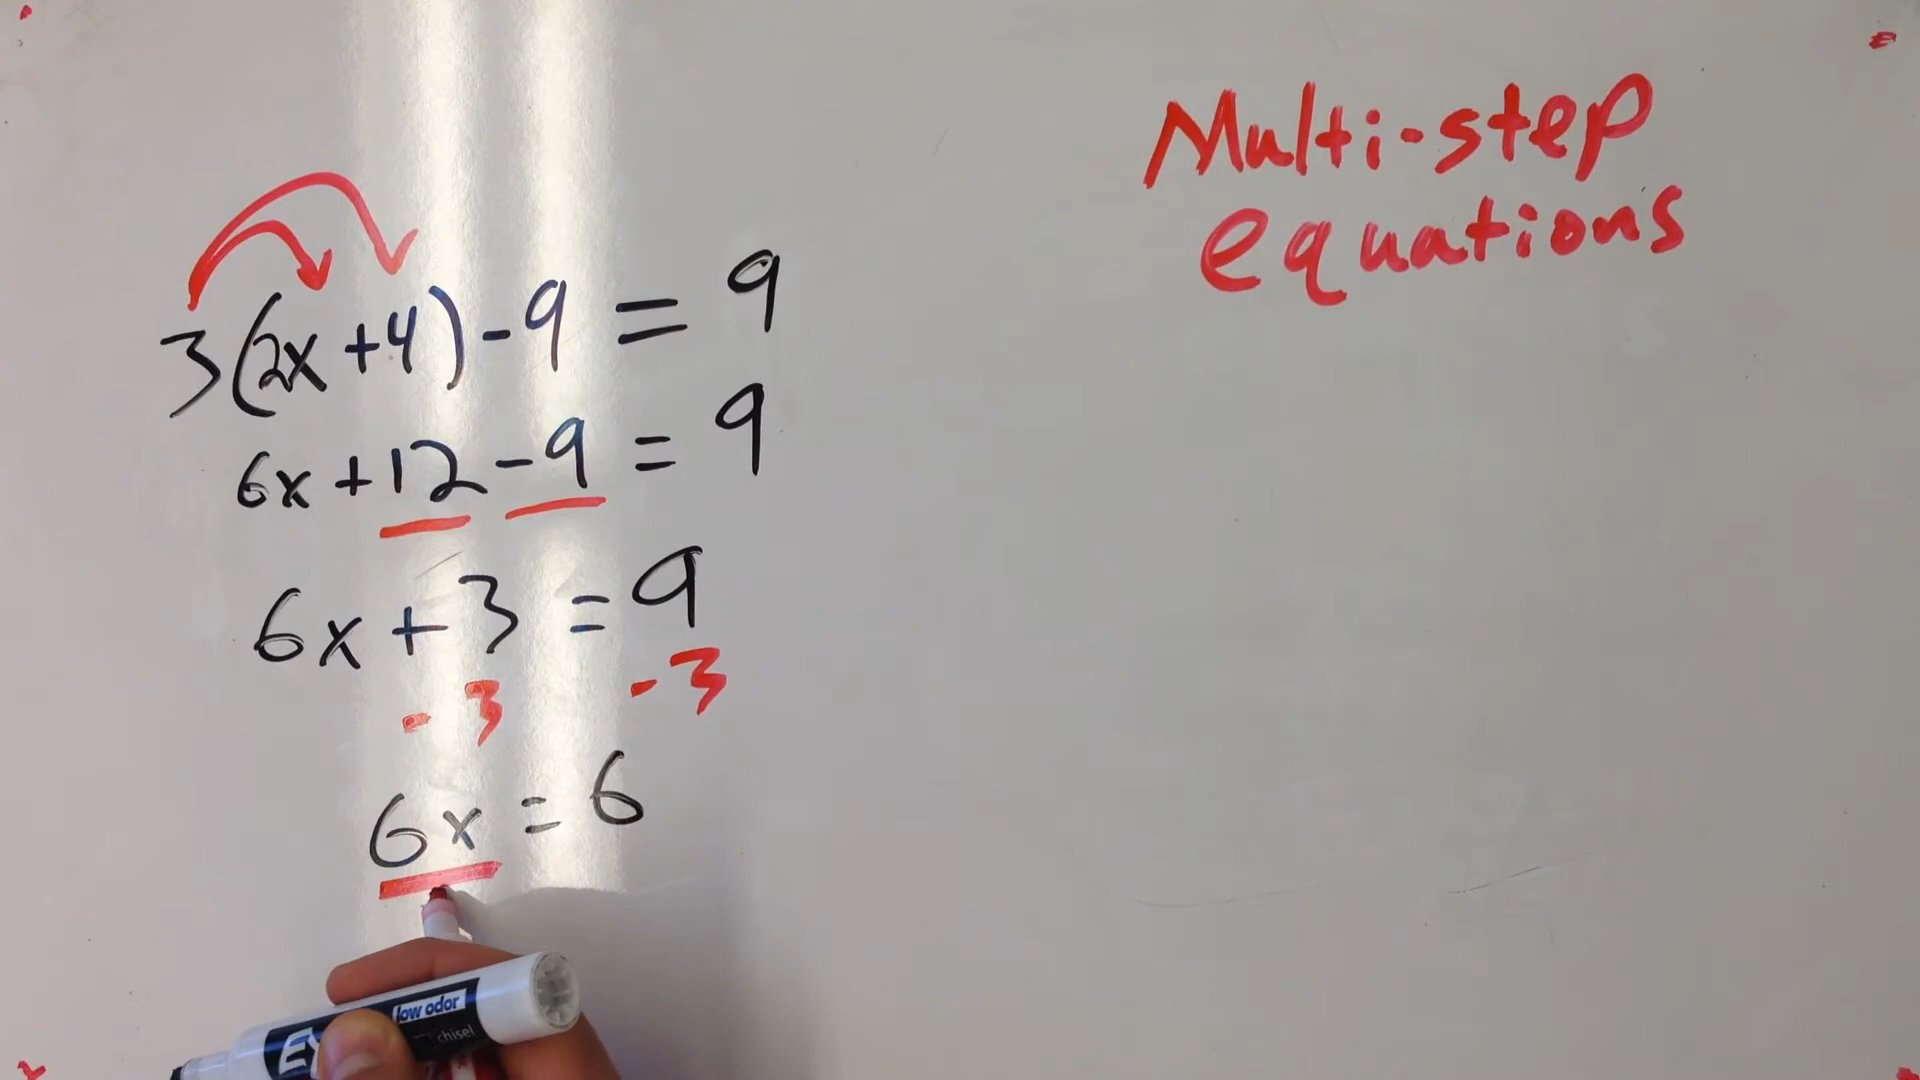 Multi-step
equations
3(2x+4)-9 = 9
6x+12-9 = 9
6x+3 = 9
-3 -3
6x = 6
low odor
chisel